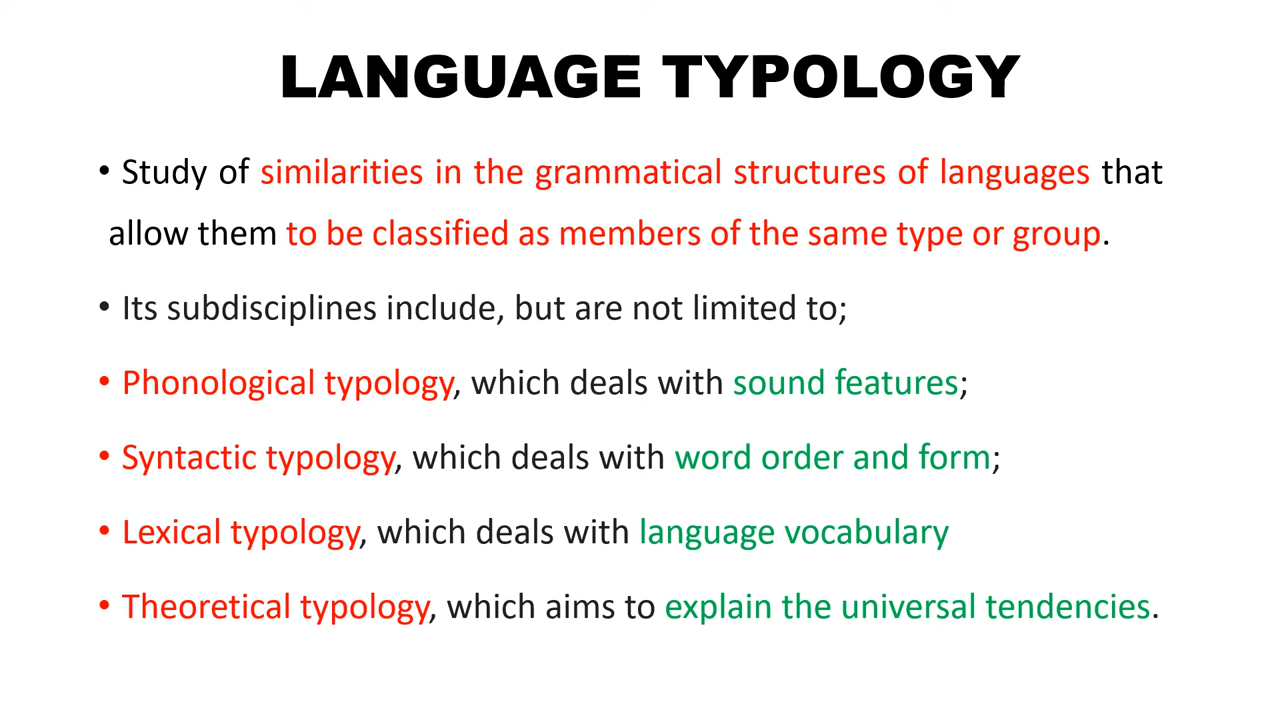 LANGUAGE TYPOLOGY
• Study of similarities in the grammatical structures of languages that
allow them to be classified as members of the same type or group.
• Its subdisciplines include, but are not limited to;
• Phonological typology, which deals with sound features;
• Syntactic typology, which deals with word order and form;
• Lexical typology, which deals with language vocabulary
• Theoretical typology, which aims to explain the universal tendencies.